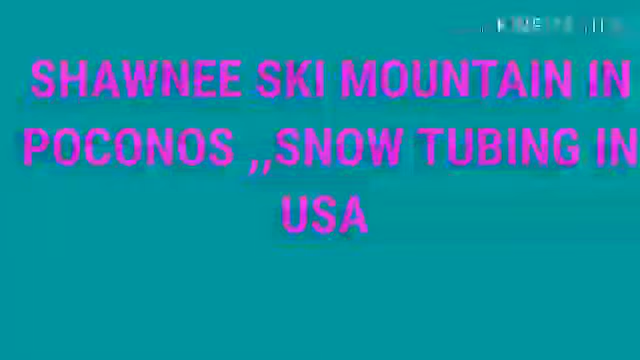 SHAWNEE SKI MOUNTAIN IN
POCONOS ,,SNOW TUBING IN
USA